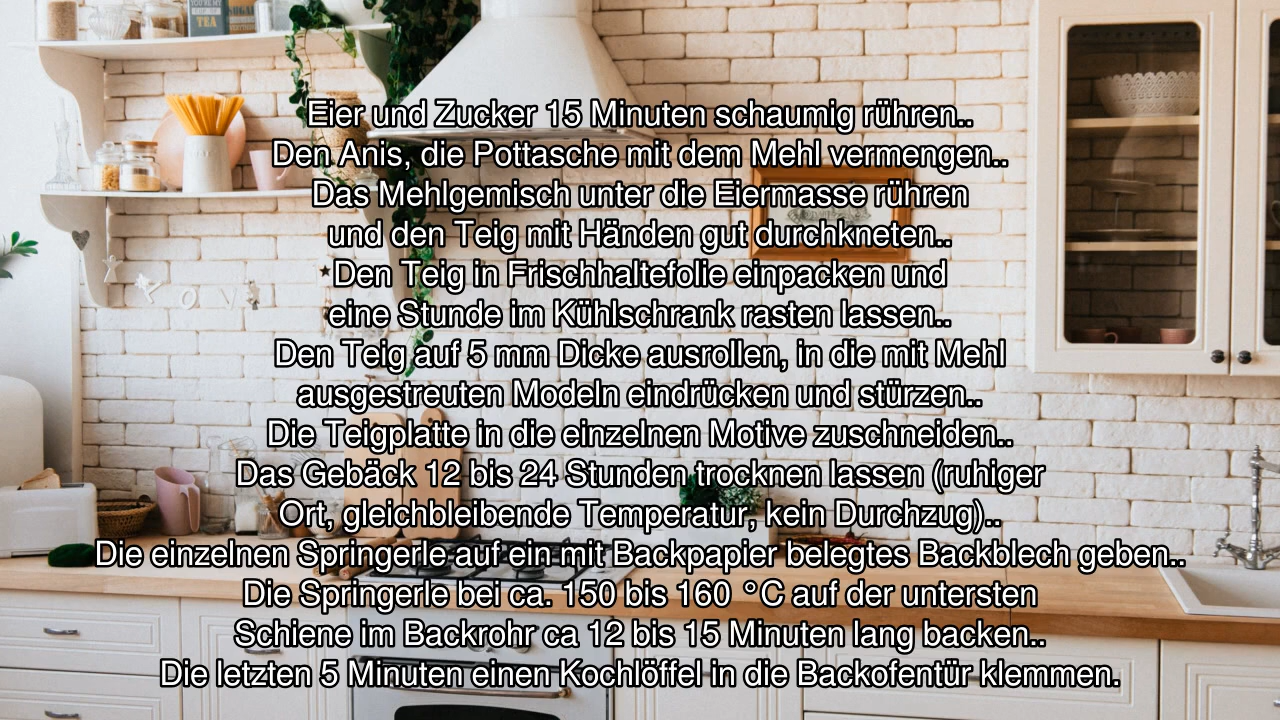 YOU'RE MY
TEA
SUGAR
Eier und Zucker 15 Minuten schaumig rühren..
Den Anis, die Pottasche mit dem Mehl vermengen..
Das Mehlgemisch unter die Eiermasse rühren
und den Teig mit Händen gut durchkneten..
Den Teig in Frischhaltefolie einpacken und
eine Stunde im Kühlschrank rasten lassen..
Den Teig auf 5 mm Dicke ausrollen, in die mit Mehl
ausgestreuten Modeln eindrücken und stürzen..
Die Teigplatte in die einzelnen Motive zuschneiden..
Das Gebäck 12 bis 24 Stunden trocknen lassen (ruhiger
Ort, gleichbleibende Temperatur, kein Durchzug)..
Die einzelnen Springerle auf ein mit Backpapier belegtes Backblech geben..
Die Springerle bei ca. 150 bis 160 °C auf der untersten
Schiene im Backrohr ca 12 bis 15 Minuten lang backen..
Die letzten 5 Minuten einen Kochlöffel in die Backofentür klemmen.